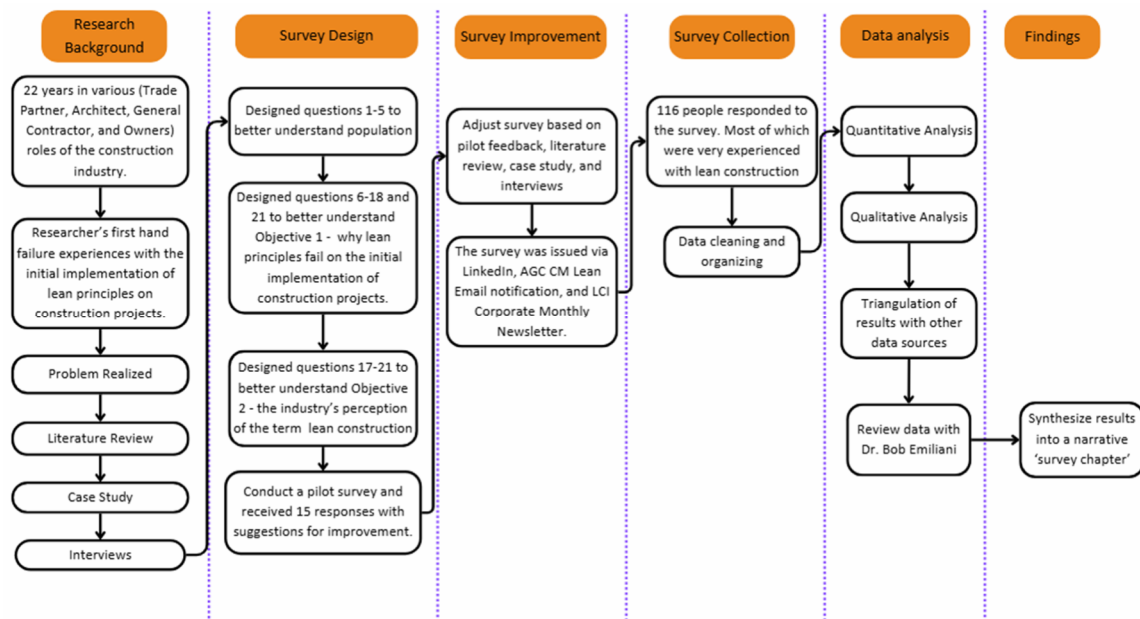 Research
Background
22 years in various (Trade
Partner, Architect, General
Contractor, and Owners)
roles of the construction
industry.
Researcher's first hand
failure experiences with the
initial implementation of
lean principles on
construction projects.
Problem Realized
Literature Review
Case Study
Interviews
Survey Design
Designed questions 1-5 to
better understand population
Designed questions 6-18 and
21 to better understand
Objective 1 - why lean
principles fail on the initial
implementation of
construction projects.
Designed questions 17-21 to
better understand Objective
2 - the industry's perception
of the term lean construction
Conduct a pilot survey and
received 15 responses with
suggestions for improvement.
Survey Improvement
Adjust survey based on
pilot feedback, literature
review, case study, and
interviews
The survey was issued via
LinkedIn, AGC CM Lean
Email notification, and LCI
Corporate Monthly
Newsletter.
Survey Collection
116 people responded to
the survey. Most of which
were very experienced
with lean construction
Data cleaning and
organizing
Data analysis
Quantitative Analysis
Qualitative Analysis
Triangulation of
results with other
data sources
Review data with
Dr. Bob Emiliani
Findings
Synthesize results
into a narrative
'survey chapter'